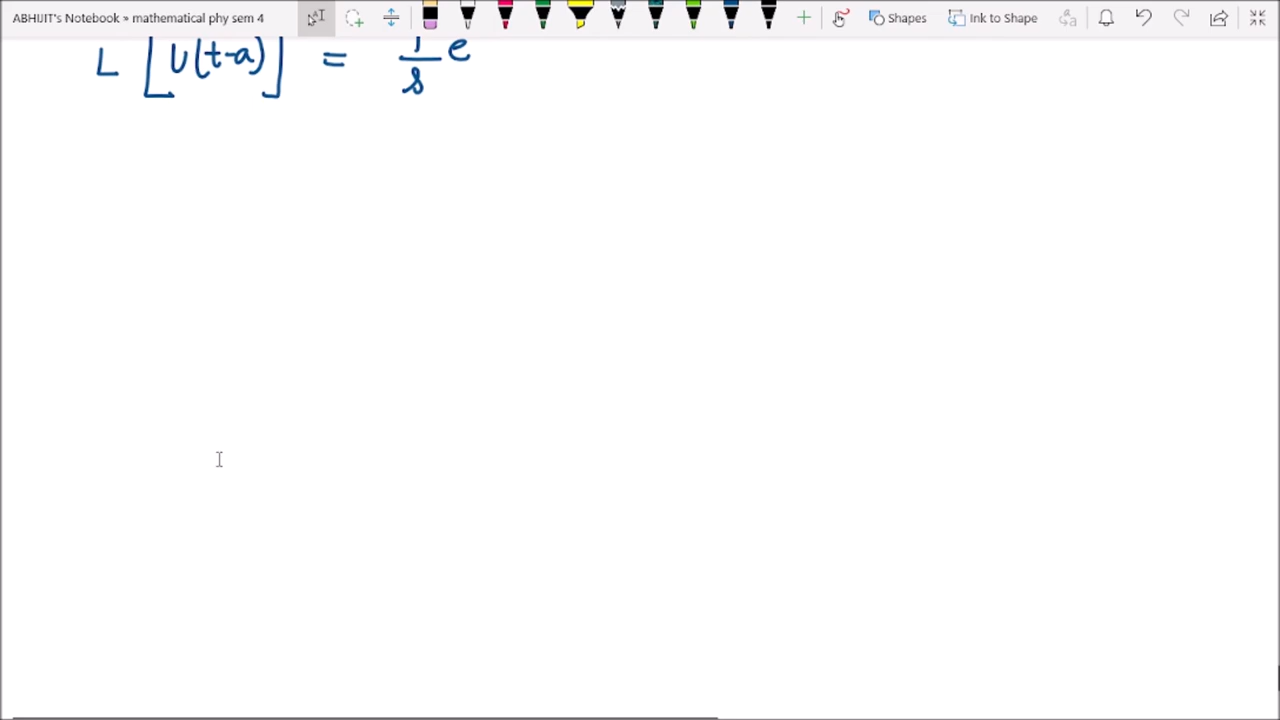 ABHIJIT's Notebook » mathematical phy sem 4
Shapes
Ink to Shape
L [U(t-a)] = 1/s e